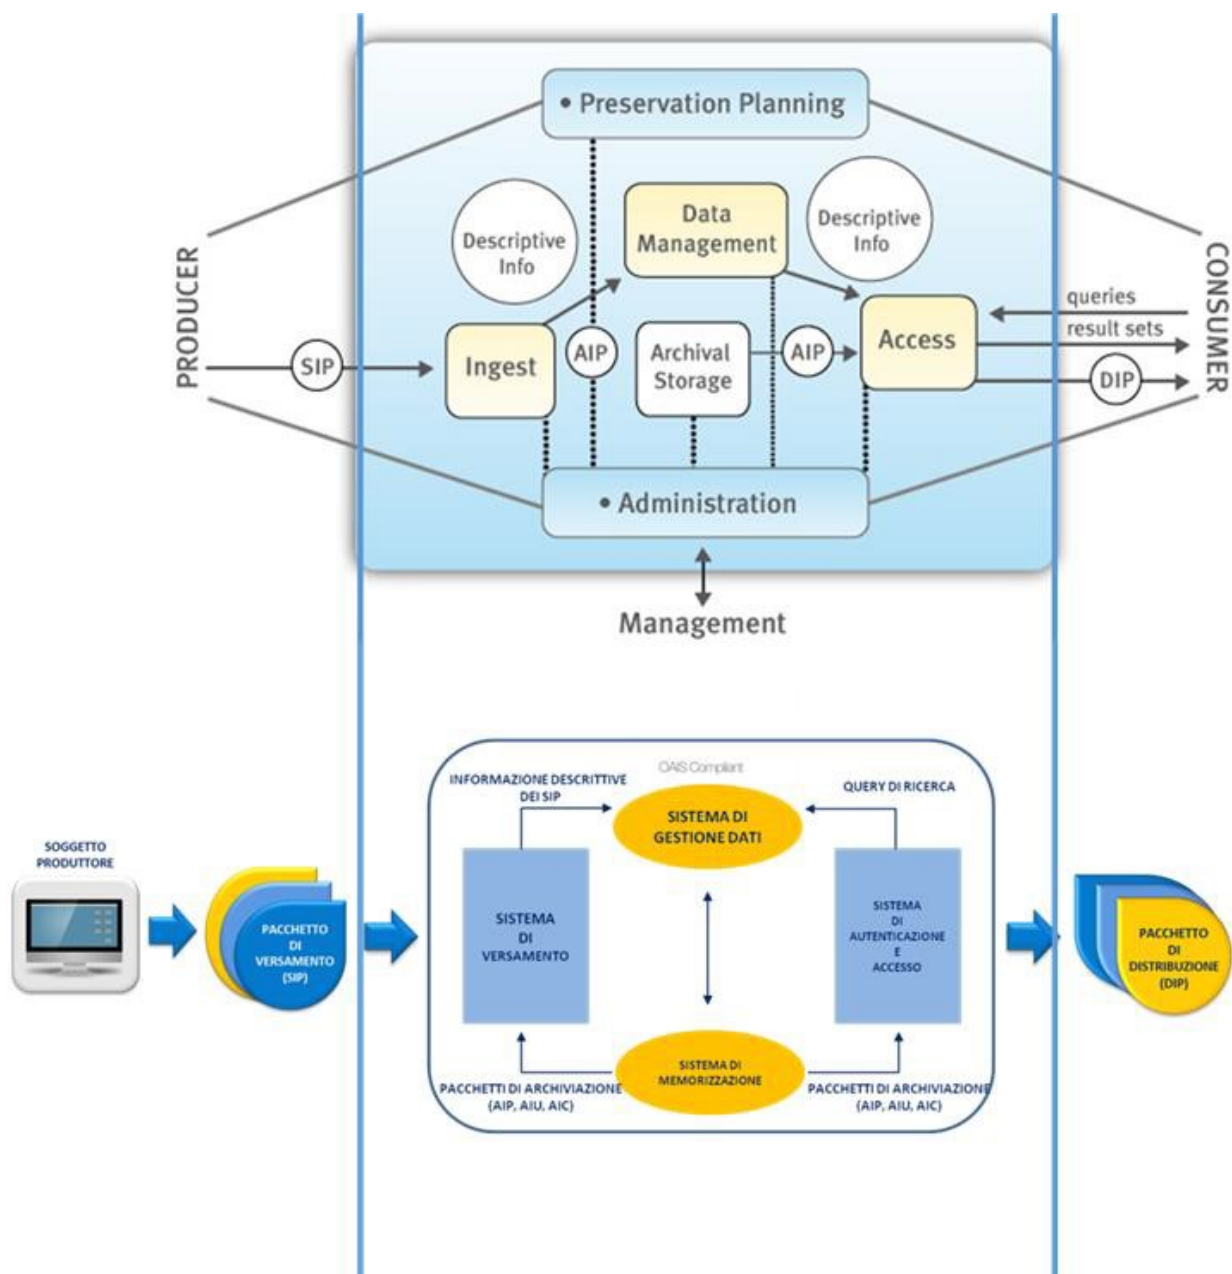 • Preservation Planning
Descriptive
Info
Data
Management
Descriptive
Info
PRODUCER
CONSUMER
SIP
Ingest
AIP
Archival
Storage
AIP
Access
queries
result sets
DIP
• Administration
Management
OAIS Compliant
INFORMAZIONE DESCRITTIVE
DEI SIP
QUERY DI RICERCA
SISTEMA DI
GESTIONE DATI
SOGGETTO
PRODUTTORE
PACCHETTO
DI
VERSAMENTO
(SIP)
SISTEMA
DI
VERSAMENTO
SISTEMA
DI
AUTENTICAZIONE
E
ACCESSO
PACCHETTO
DI
DISTRIBUZIONE
(DIP)
SISTEMA DI
MEMORIZZAZIONE
PACCHETTI DI ARCHIVIAZIONE
(AIP, AIU, AIC)
PACCHETTI DI ARCHIVIAZIONE
(AIP, AIU, AIC)